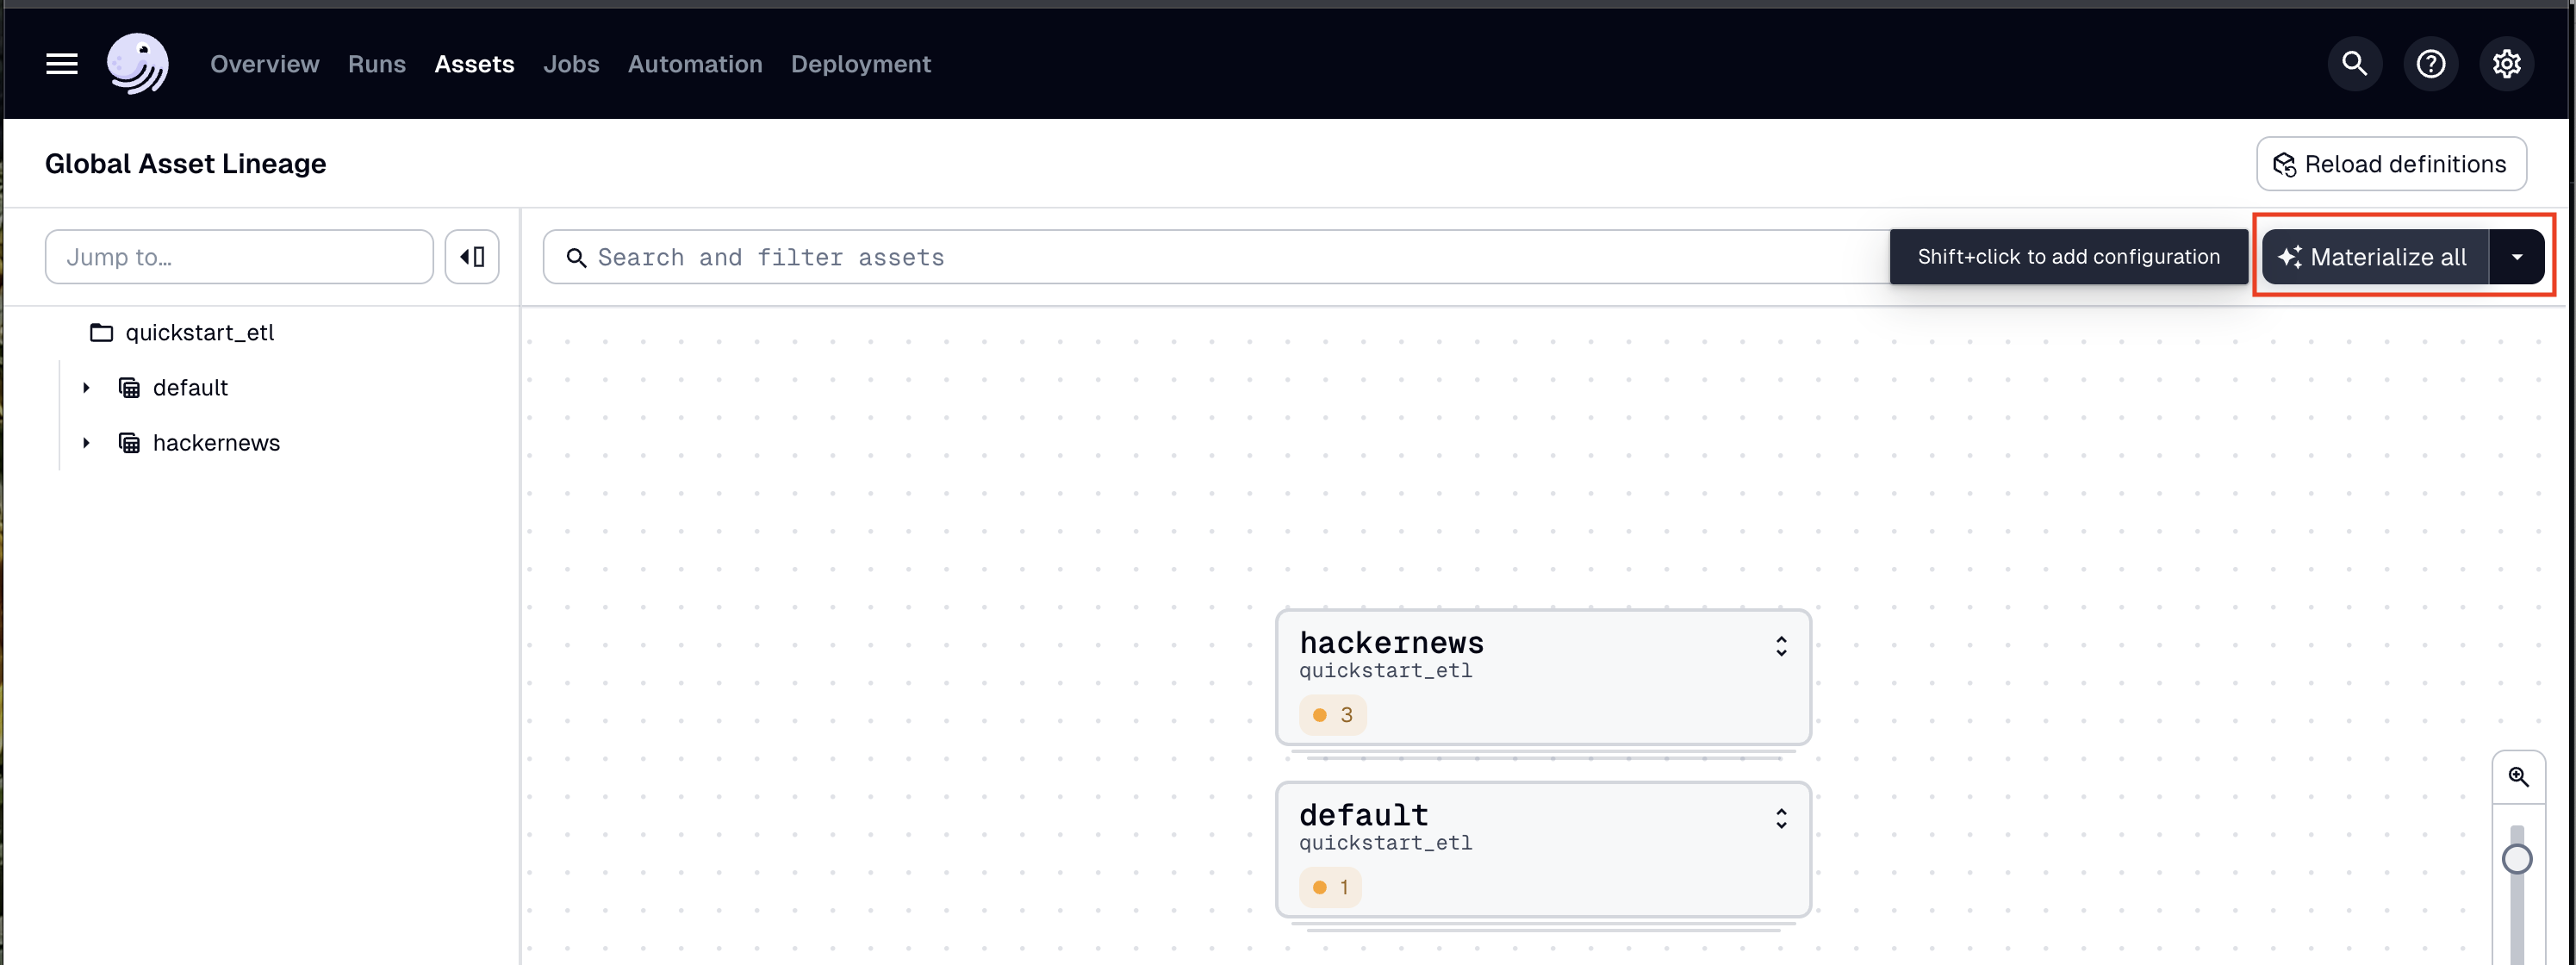 Overview Runs Assets Jobs Automation Deployment
Global Asset Lineage
Reload definitions
Jump to…
Search and filter assets
Shift+click to add configuration
Materialize all
quickstart_etl
default
hackernews
hackernews
quickstart_etl
3
default
quickstart_etl
1